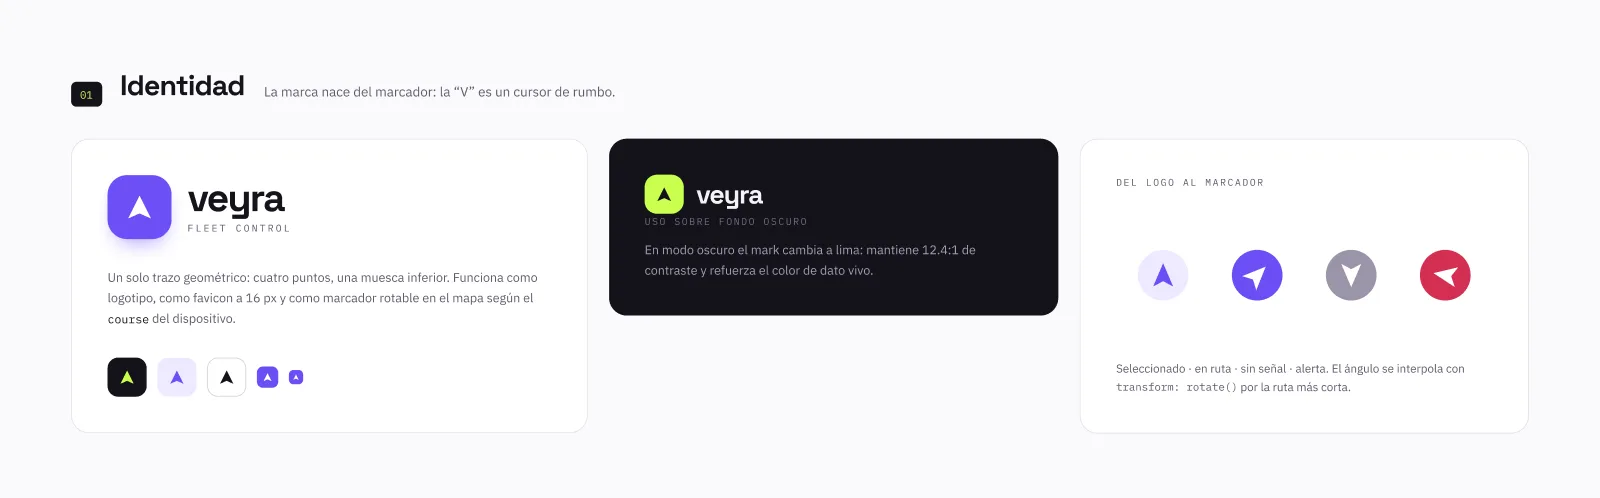 01
Identidad
La marca nace del marcador: la “V” es un cursor de rumbo.
veyra
FLEET CONTROL
Un solo trazo geométrico: cuatro puntos, una muesca inferior. Funciona como
logotipo, como favicon a 16 px y como marcador rotable en el mapa según el
course del dispositivo.
veyra
USO SOBRE FONDO OSCURO
En modo oscuro el mark cambia a lima: mantiene 12.4:1 de
contraste y refuerza el color de dato vivo.
DEL LOGO AL MARCADOR
Seleccionado · en ruta · sin señal · alerta. El ángulo se interpola con
transform: rotate() por la ruta más corta.